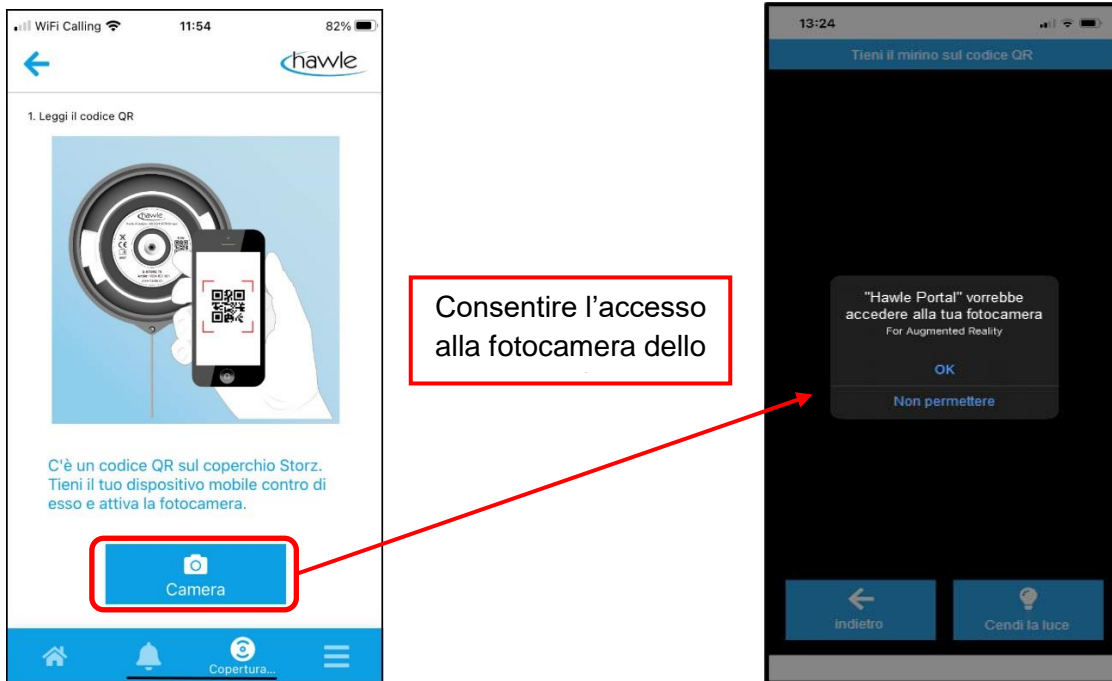 WiFi Calling 11:54 82%
hawle
1. Leggi il codice QR
hawle
C'è un codice QR sul coperchio Storz.
Tieni il tuo dispositivo mobile contro di
esso e attiva la fotocamera.
Camera
Copertura...
Consentire l’accesso
alla fotocamera dello
13:24
Tieni il mirino sul codice QR
"Hawle Portal" vorrebbe
accedere alla tua fotocamera
For Augmented Reality
OK
Non permettere
indietro
Cendi la luce